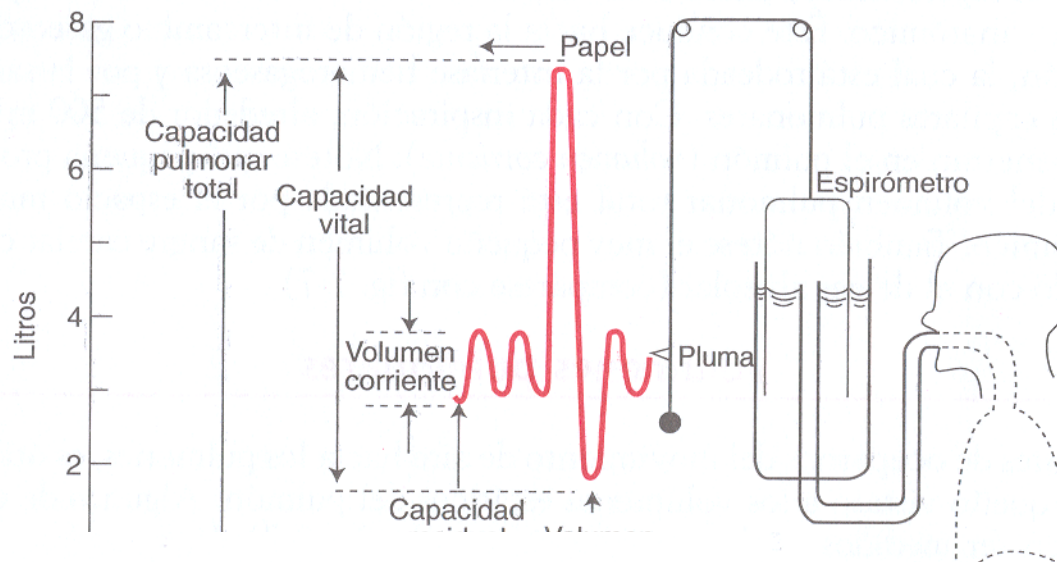 8
Papel
Capacidad
pulmonar
total
6
Capacidad
vital
Espirómetro
Litros
4
Volumen
corriente
Pluma
2
Capacidad